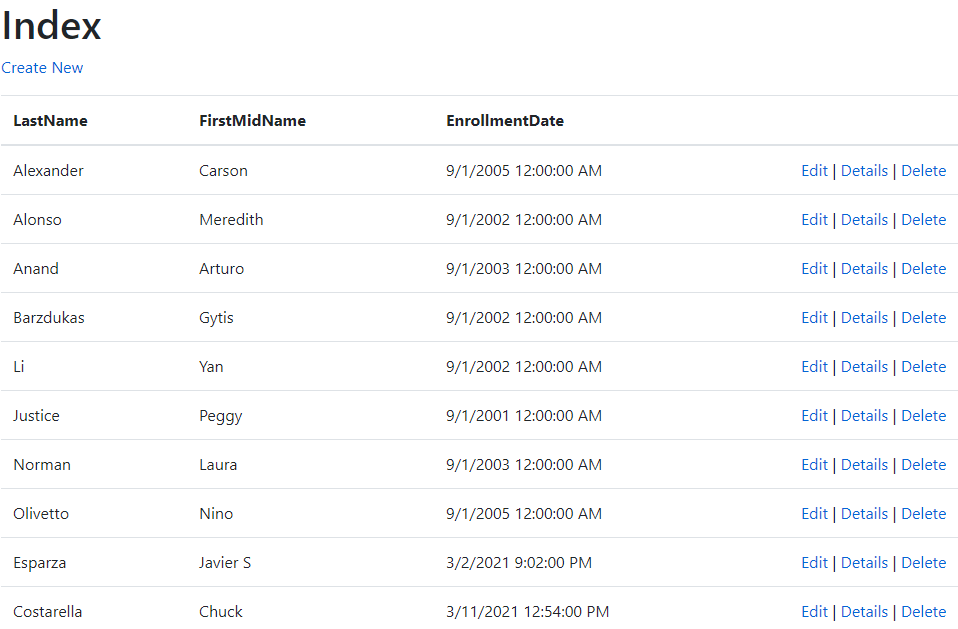 Index
Create New
LastName FirstMidName EnrollmentDate
Alexander Carson 9/1/2005 12:00:00 AM Edit | Details | Delete
Alonso Meredith 9/1/2002 12:00:00 AM Edit | Details | Delete
Anand Arturo 9/1/2003 12:00:00 AM Edit | Details | Delete
Barzdukas Gytis 9/1/2002 12:00:00 AM Edit | Details | Delete
Li Yan 9/1/2002 12:00:00 AM Edit | Details | Delete
Justice Peggy 9/1/2001 12:00:00 AM Edit | Details | Delete
Norman Laura 9/1/2003 12:00:00 AM Edit | Details | Delete
Olivetto Nino 9/1/2005 12:00:00 AM Edit | Details | Delete
Esparza Javier S 3/2/2021 9:02:00 PM Edit | Details | Delete
Costarella Chuck 3/11/2021 12:54:00 PM Edit | Details | Delete